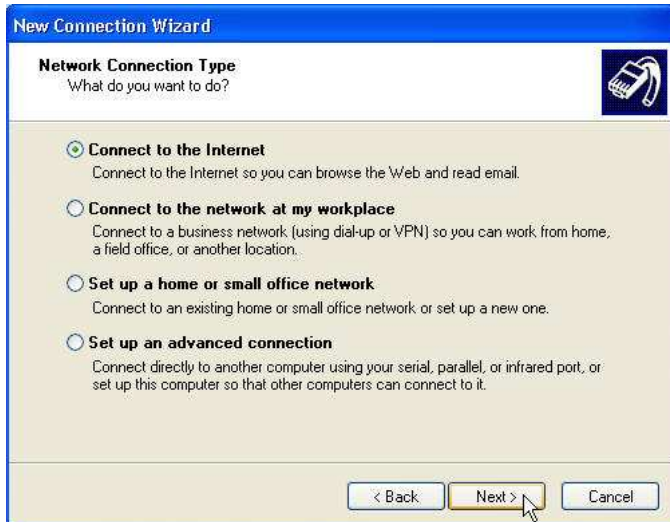 New Connection Wizard
Network Connection Type
What do you want to do?
Connect to the Internet
Connect to the Internet so you can browse the Web and read email.
Connect to the network at my workplace
Connect to a business network (using dial-up or VPN) so you can work from home,
a field office, or another location.
Set up a home or small office network
Connect to an existing home or small office network or set up a new one.
Set up an advanced connection
Connect directly to another computer using your serial, parallel, or infrared port, or
set up this computer so that other computers can connect to it.
< Back Next > Cancel